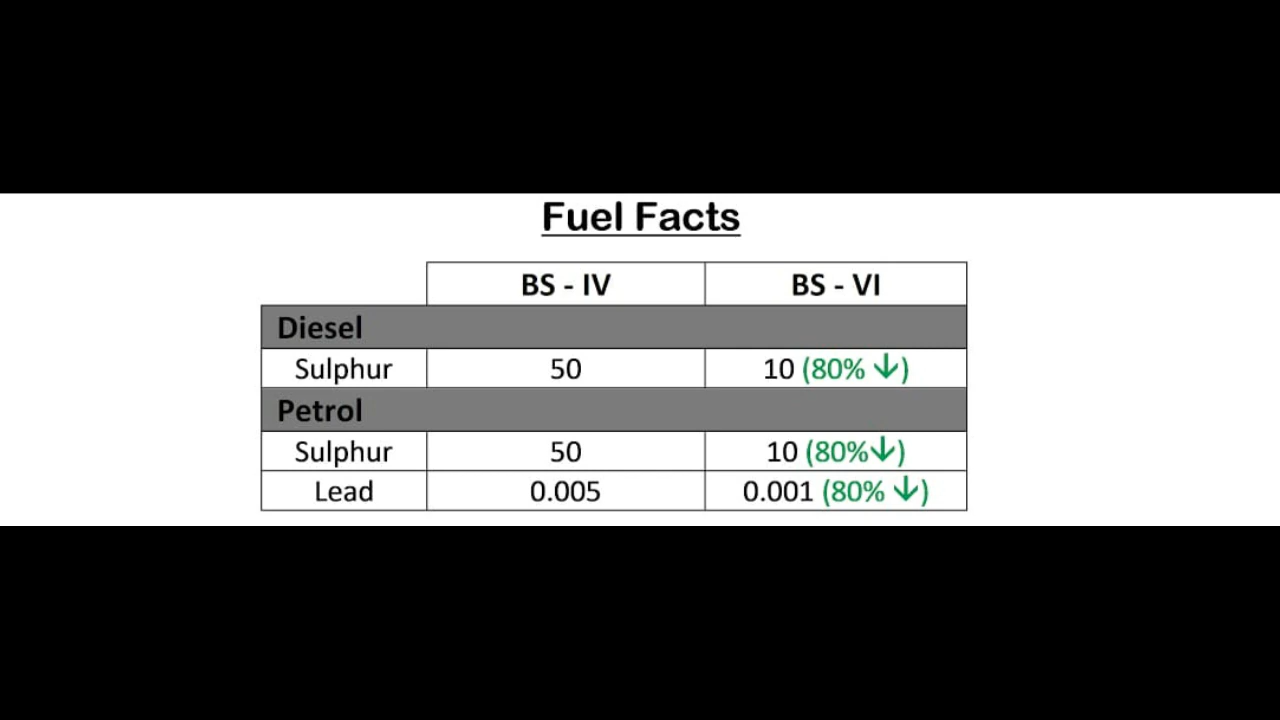 Fuel Facts
BS - IV BS - VI
Diesel
Sulphur 50 10 (80% ↓)
Petrol
Sulphur 50 10 (80%↓)
Lead 0.005 0.001 (80% ↓)